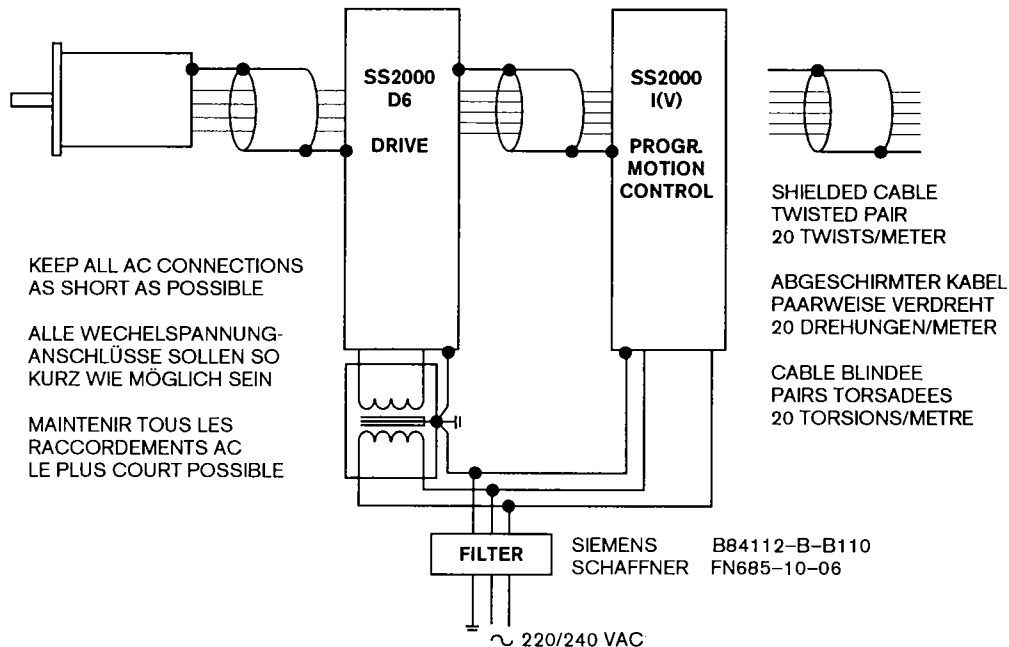 SS2000
D6
DRIVE
SS2000
I(V)
PROGR.
MOTION
CONTROL
SHIELDED CABLE
TWISTED PAIR
20 TWISTS/METER
ABGESCHIRMTER KABEL
PAARWEISE VERDREHT
20 DREHUNGEN/METER
CABLE BLINDEE
PAIRS TORSADEES
20 TORSIONS/METRE
KEEP ALL AC CONNECTIONS
AS SHORT AS POSSIBLE
ALLE WECHELSPANNUNG-
ANSCHLÜSSE SOLLEN SO
KURZ WIE MÖGLICH SEIN
MAINTENIR TOUS LES
RACCORDEMENTS AC
LE PLUS COURT POSSIBLE
FILTER
SIEMENS B84112-B-B110
SCHAFFNER FN685-10-06
~ 220/240 VAC